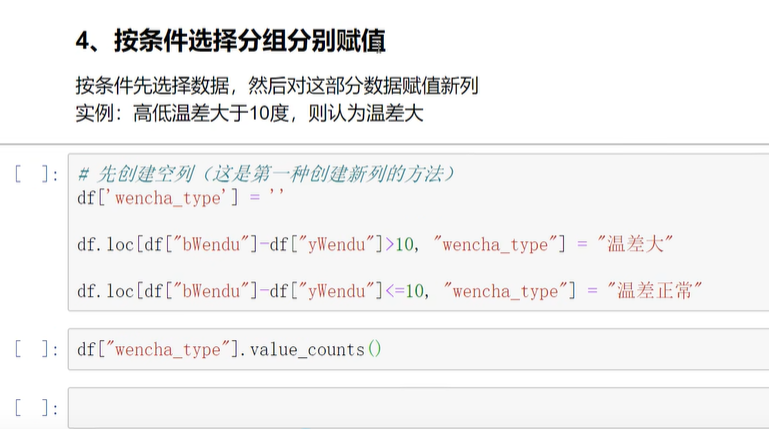 4、按条件选择分组分别赋值
按条件先选择数据，然后对这部分数据赋值新列
实例：高低温差大于10度，则认为温差大
[ ]: # 先创建空列（这是第一种创建新列的方法）
df['wencha_type'] = ''
df.loc[df["bWendu"]-df["yWendu"]>10, "wencha_type"] = "温差大"
df.loc[df["bWendu"]-df["yWendu"]<=10, "wencha_type"] = "温差正常"
[ ]: df["wencha_type"].value_counts()
[ ]: